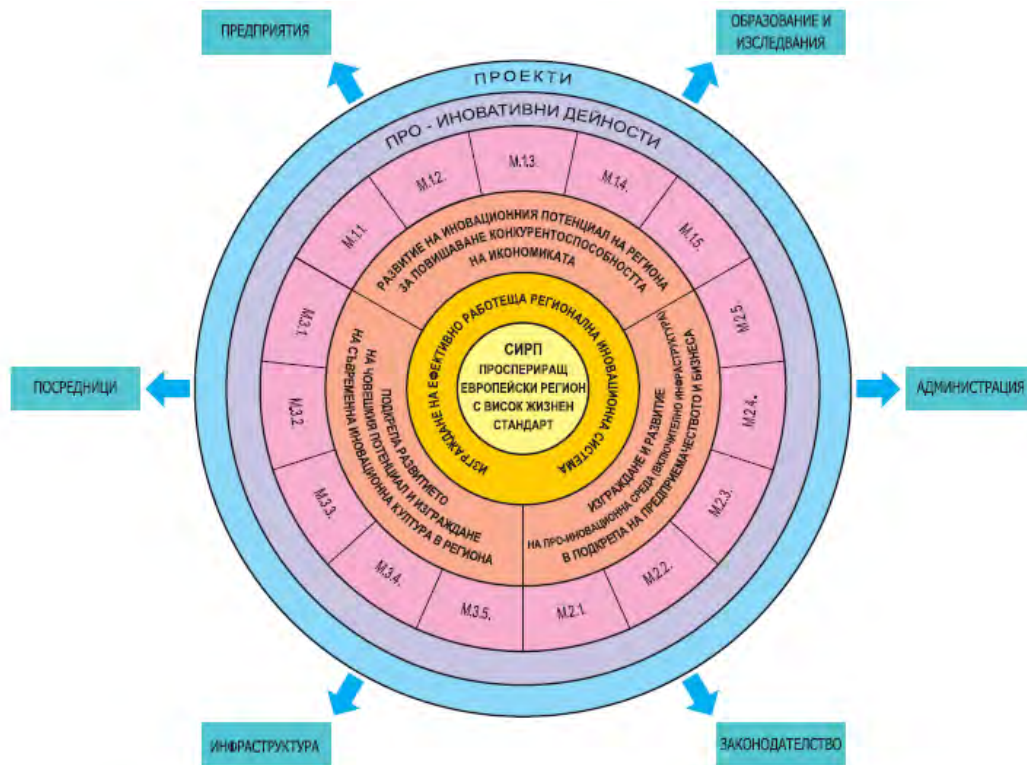 ПРЕДПРИЯТИЯ
ОБРАЗОВАНИЕ И
ИЗСЛЕДВАНИЯ
ПРОЕКТИ
ПРО - ИНОВАТИВНИ ДЕЙНОСТИ
М.1.1.
М.1.2.
М.1.3.
М.1.4.
М.1.5.
РАЗВИТИЕ НА ИНОВАЦИОННИЯ ПОТЕНЦИАЛ НА РЕГИОНА
ЗА ПОВИШАВАНЕ КОНКУРЕНТОСПОСОБНОСТТА
НА ИКОНОМИКАТА
М.2.5.
М.2.4.
М.2.3.
М.2.2.
М.2.1.
ИЗГРАЖДАНЕ И РАЗВИТИЕ
НА ПРО-ИНОВАЦИОННА СРЕДА (ВКЛЮЧИТЕЛНО ИНФРАСТРУКТУРА)
В ПОДКРЕПА НА ПРЕДПРИЕМАЧЕСТВОТО И БИЗНЕСА
М.3.1.
М.3.2
М.3.3.
М.3.4.
М.3.5.
ПОДКРЕПА РАЗВИТИЕТО
НА ЧОВЕШКИЯ ПОТЕНЦИАЛ И ИЗГРАЖДАНЕ
НА СЪВРЕМЕННА ИНОВАЦИОННА КУЛТУРА В РЕГИОНА
ИЗГРАЖДАНЕ НА ЕФЕКТИВНО РАБОТЕЩА РЕГИОНАЛНА ИНОВАЦИОННА СИСТЕМА
СИРП
ПРОСПЕРИРАЩ
ЕВРОПЕЙСКИ РЕГИОН
С ВИСОК ЖИЗНЕН
СТАНДАРТ
ПОСРЕДНИЦИ
АДМИНИСТРАЦИЯ
ИНФРАСТРУКТУРА
ЗАКОНОДАТЕЛСТВО